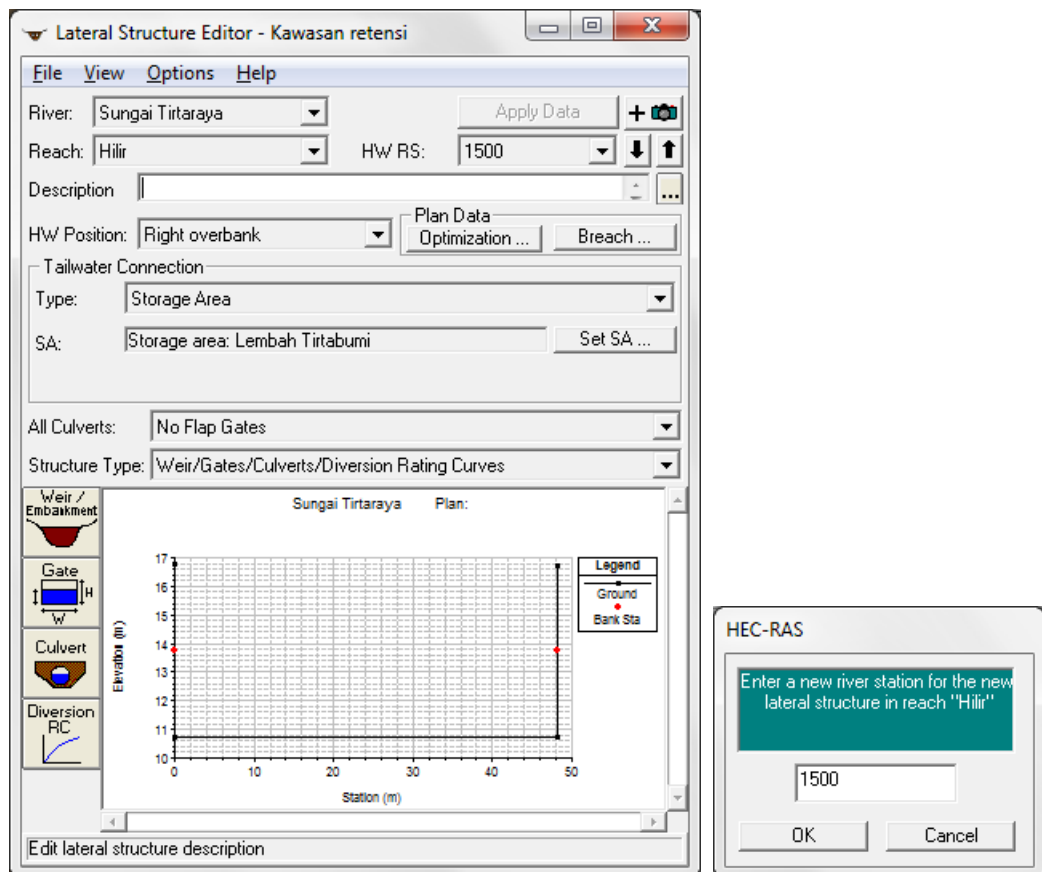 Lateral Structure Editor - Kawasan retensi
File View Options Help
River: Sungai Tirtaraya Apply Data +
Reach: Hilir HW RS: 1500
Description ...
HW Position: Right overbank
Plan Data
Optimization ... Breach ...
Tailwater Connection
Type: Storage Area
SA: Storage area: Lembah Tirtabumi Set SA ...
All Culverts: No Flap Gates
Structure Type: Weir/Gates/Culverts/Diversion Rating Curves
Weir /
Embankment
Gate
H
W
Culvert
Diversion
RC
Sungai Tirtaraya Plan:
17
16
15
14
13
12
11
10
Elevation (m)
0 10 20 30 40 50
Station (m)
Legend
Ground
Bank Sta
Edit lateral structure description
HEC-RAS
Enter a new river station for the new
lateral structure in reach "Hilir"
1500
OK Cancel